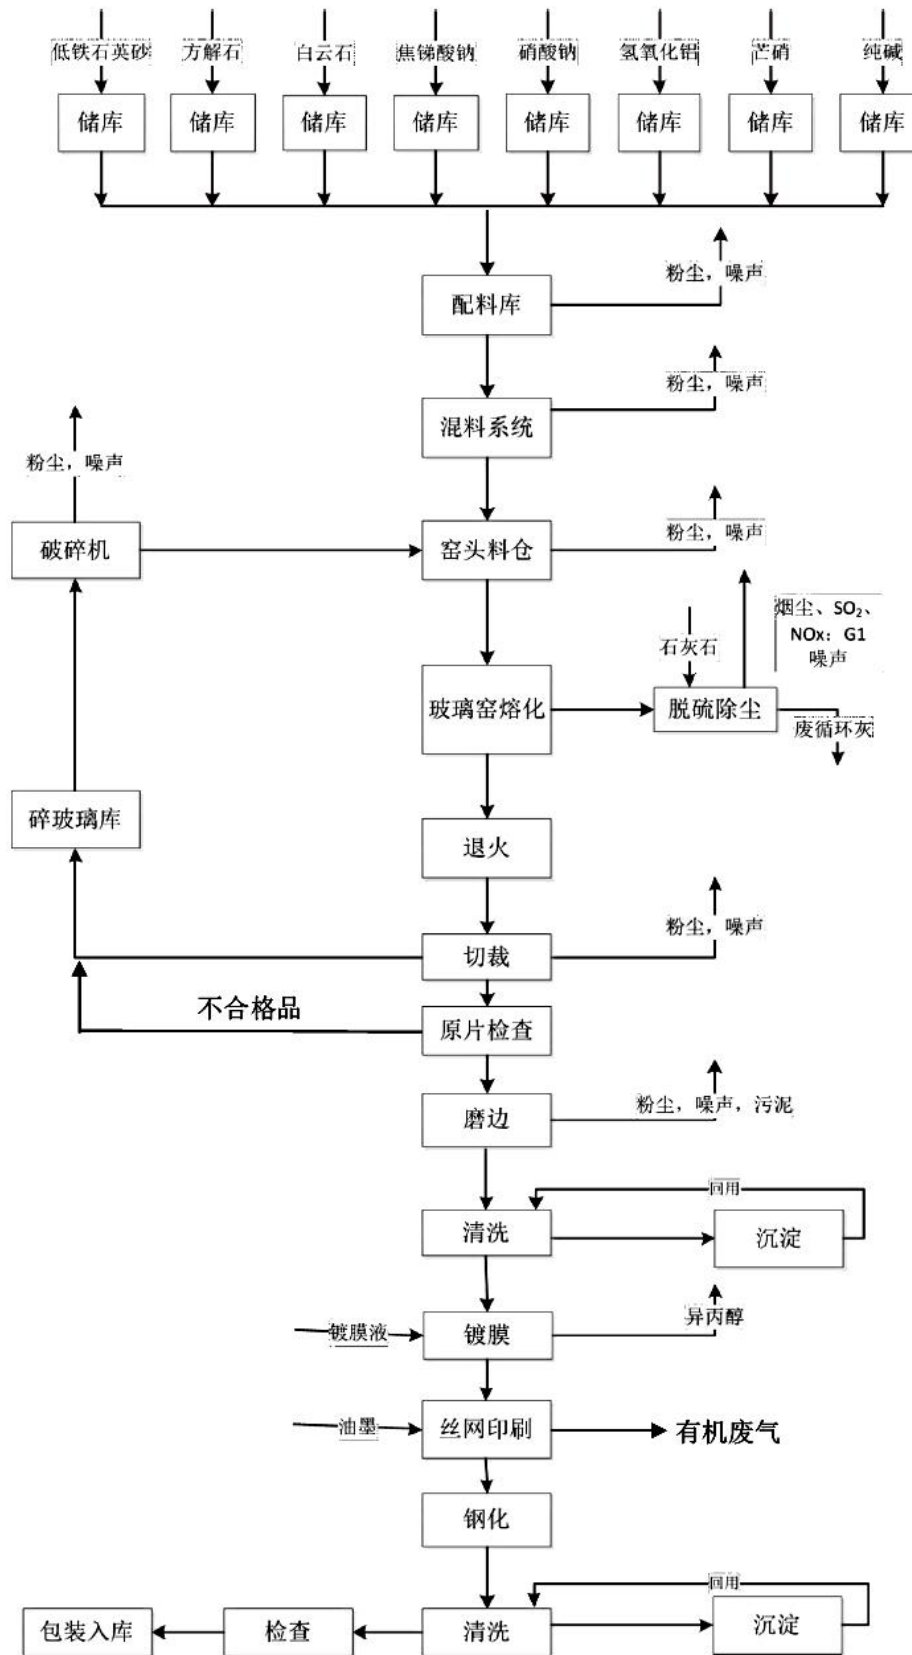 低铁石英砂 方解石 白云石 焦锑酸钠 硝酸钠 氢氧化铝 芒硝 纯碱
储库 储库 储库 储库 储库 储库 储库 储库
粉尘，噪声
配料库
粉尘，噪声
混料系统
粉尘，噪声
破碎机
窑头料仓
粉尘，噪声
烟尘、SO₂、
NOx：G1
噪声
石灰石
玻璃窑熔化
脱硫除尘
废循环灰
碎玻璃库
退火
粉尘，噪声
切裁
不合格品
原片检查
磨边
粉尘，噪声，污泥
回用
清洗
沉淀
异丙醇
镀膜液
镀膜
油墨
丝网印刷
有机废气
钢化
回用
包装入库
检查
清洗
沉淀